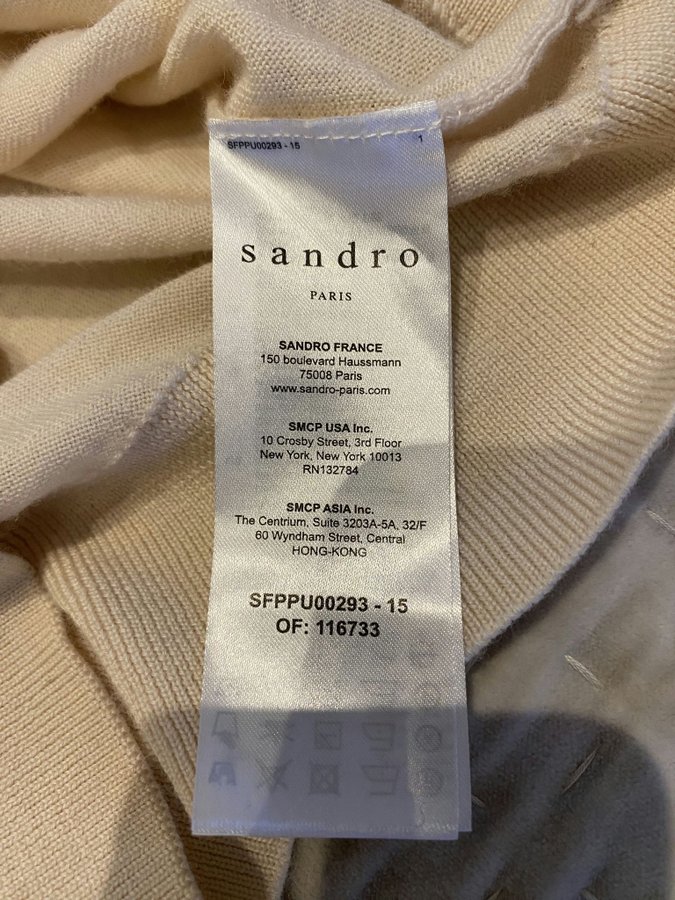 SFPPU00293 - 15 1
sandro
PARIS
SANDRO FRANCE
150 boulevard Haussmann
75008 Paris
www.sandro-paris.com
SMCP USA Inc.
10 Crosby Street, 3rd Floor
New York, New York 10013
RN132784
SMCP ASIA Inc.
The Centrium, Suite 3203A-5A, 32/F
60 Wyndham Street, Central
HONG-KONG
SFPPU00293 - 15
OF: 116733